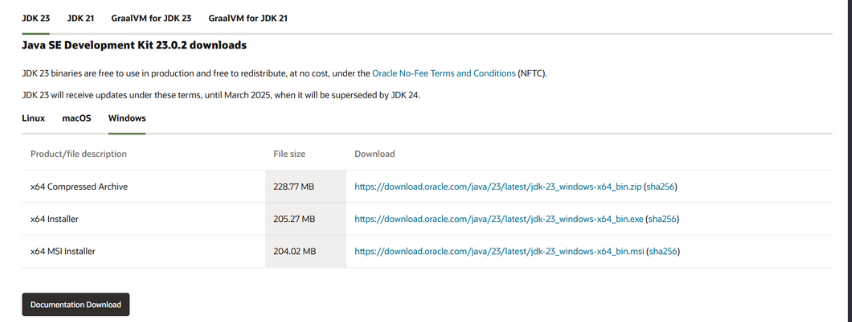 JDK 23 JDK 21 GraalVM for JDK 23 GraalVM for JDK 21
Java SE Development Kit 23.0.2 downloads
JDK 23 binaries are free to use in production and free to redistribute, at no cost, under the Oracle No-Fee Terms and Conditions (NFTC).
JDK 23 will receive updates under these terms, until March 2025, when it will be superseded by JDK 24.
Linux macOS Windows
Product/file description File size Download
x64 Compressed Archive 228.77 MB https://download.oracle.com/java/23/latest/jdk-23_windows-x64_bin.zip (sha256)
x64 Installer 205.27 MB https://download.oracle.com/java/23/latest/jdk-23_windows-x64_bin.exe (sha256)
x64 MSI Installer 204.02 MB https://download.oracle.com/java/23/latest/jdk-23_windows-x64_bin.msi (sha256)
Documentation Download